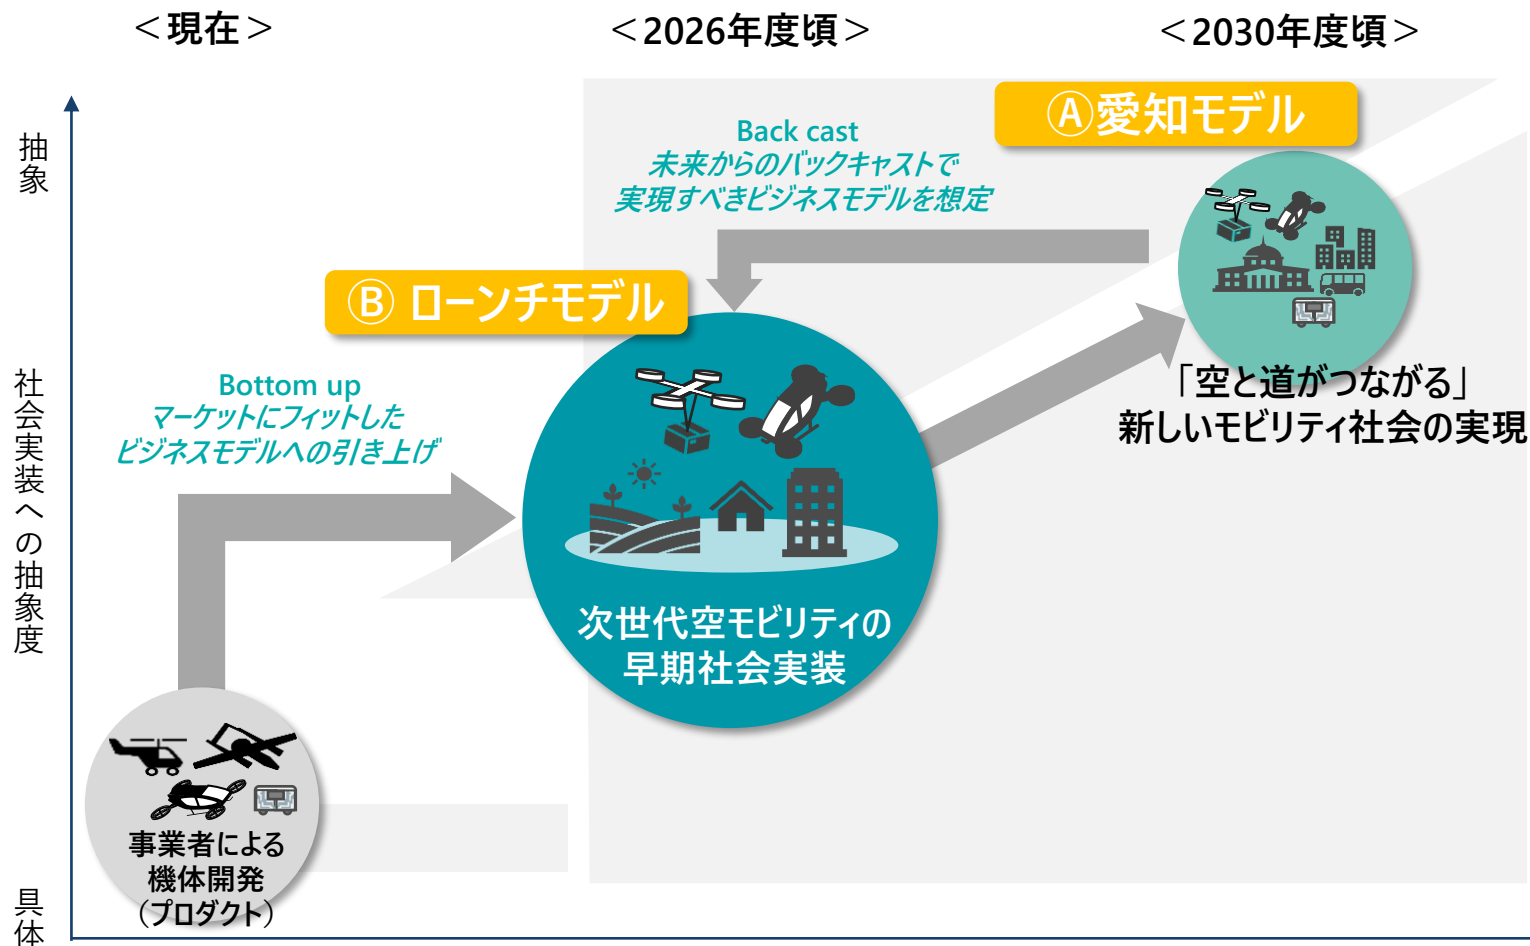 ＜現在＞
＜2026年度頃＞
＜2030年度頃＞
Ⓐ愛知モデル
Back cast
未来からのバックキャストで
実現すべきビジネスモデルを想定
抽象
Ⓑ ローンチモデル
「空と道がつながる」
新しいモビリティ社会の実現
Bottom up
マーケットにフィットした
ビジネスモデルへの引き上げ
社会実装への抽象度
次世代空モビリティの
早期社会実装
事業者による
機体開発
（プロダクト）
具体